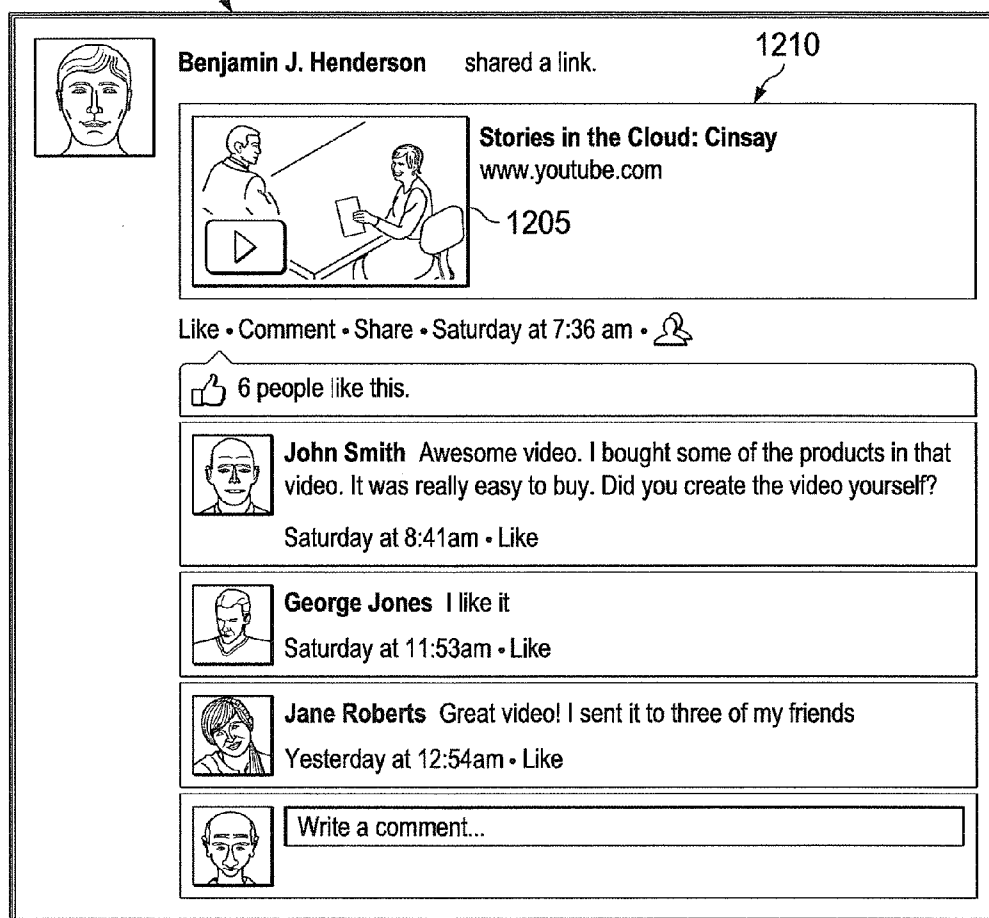 Benjamin J. Henderson shared a link.
1210
Stories in the Cloud: Cinsay
www.youtube.com
1205
Like • Comment • Share • Saturday at 7:36 am •
6 people like this.
John Smith Awesome video. I bought some of the products in that
video. It was really easy to buy. Did you create the video yourself?
Saturday at 8:41am • Like
George Jones I like it
Saturday at 11:53am • Like
Jane Roberts Great video! I sent it to three of my friends
Yesterday at 12:54am • Like
Write a comment...